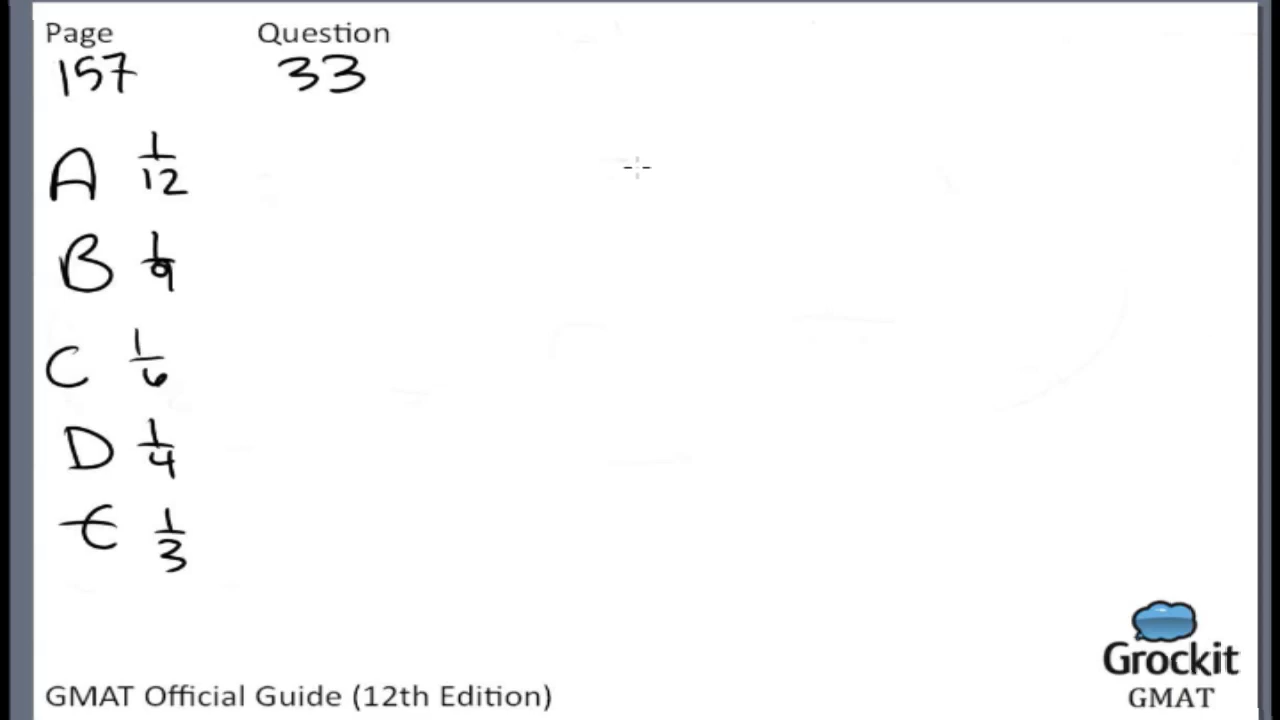 Page Question
157 33
A 1/12
B 1/9
C 1/6
D 1/4
E 1/3
Grockit
GMAT
GMAT Official Guide (12th Edition)